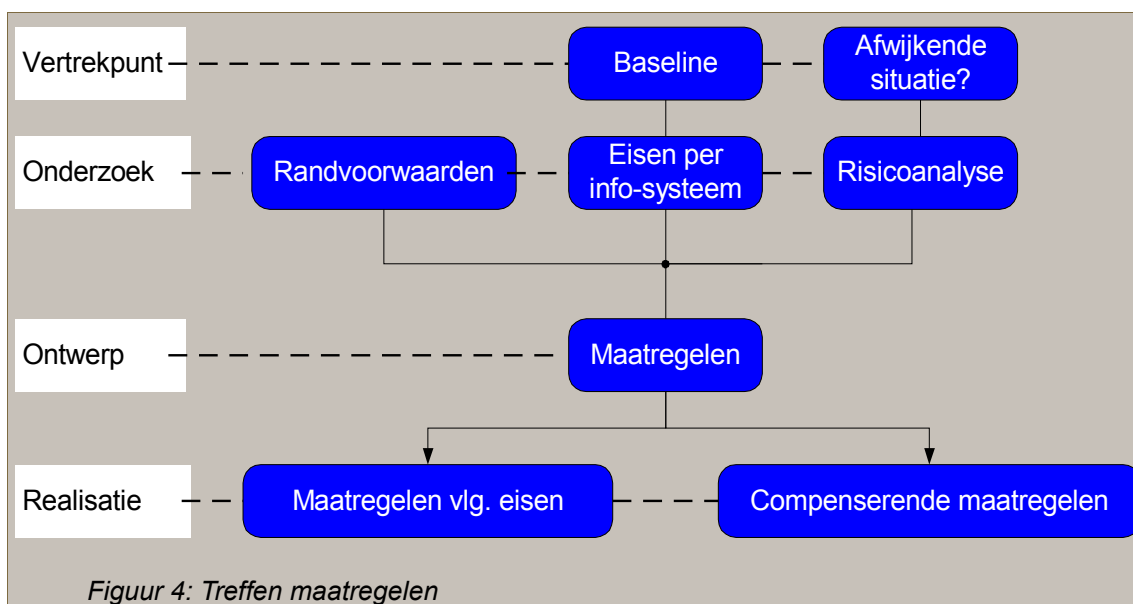 Vertrekpunt
Baseline
Afwijkende
situatie?
Onderzoek
Randvoorwaarden
Eisen per
info-systeem
Risicoanalyse
Ontwerp
Maatregelen
Realisatie
Maatregelen vlg. eisen
Compenserende maatregelen
Figuur 4: Treffen maatregelen